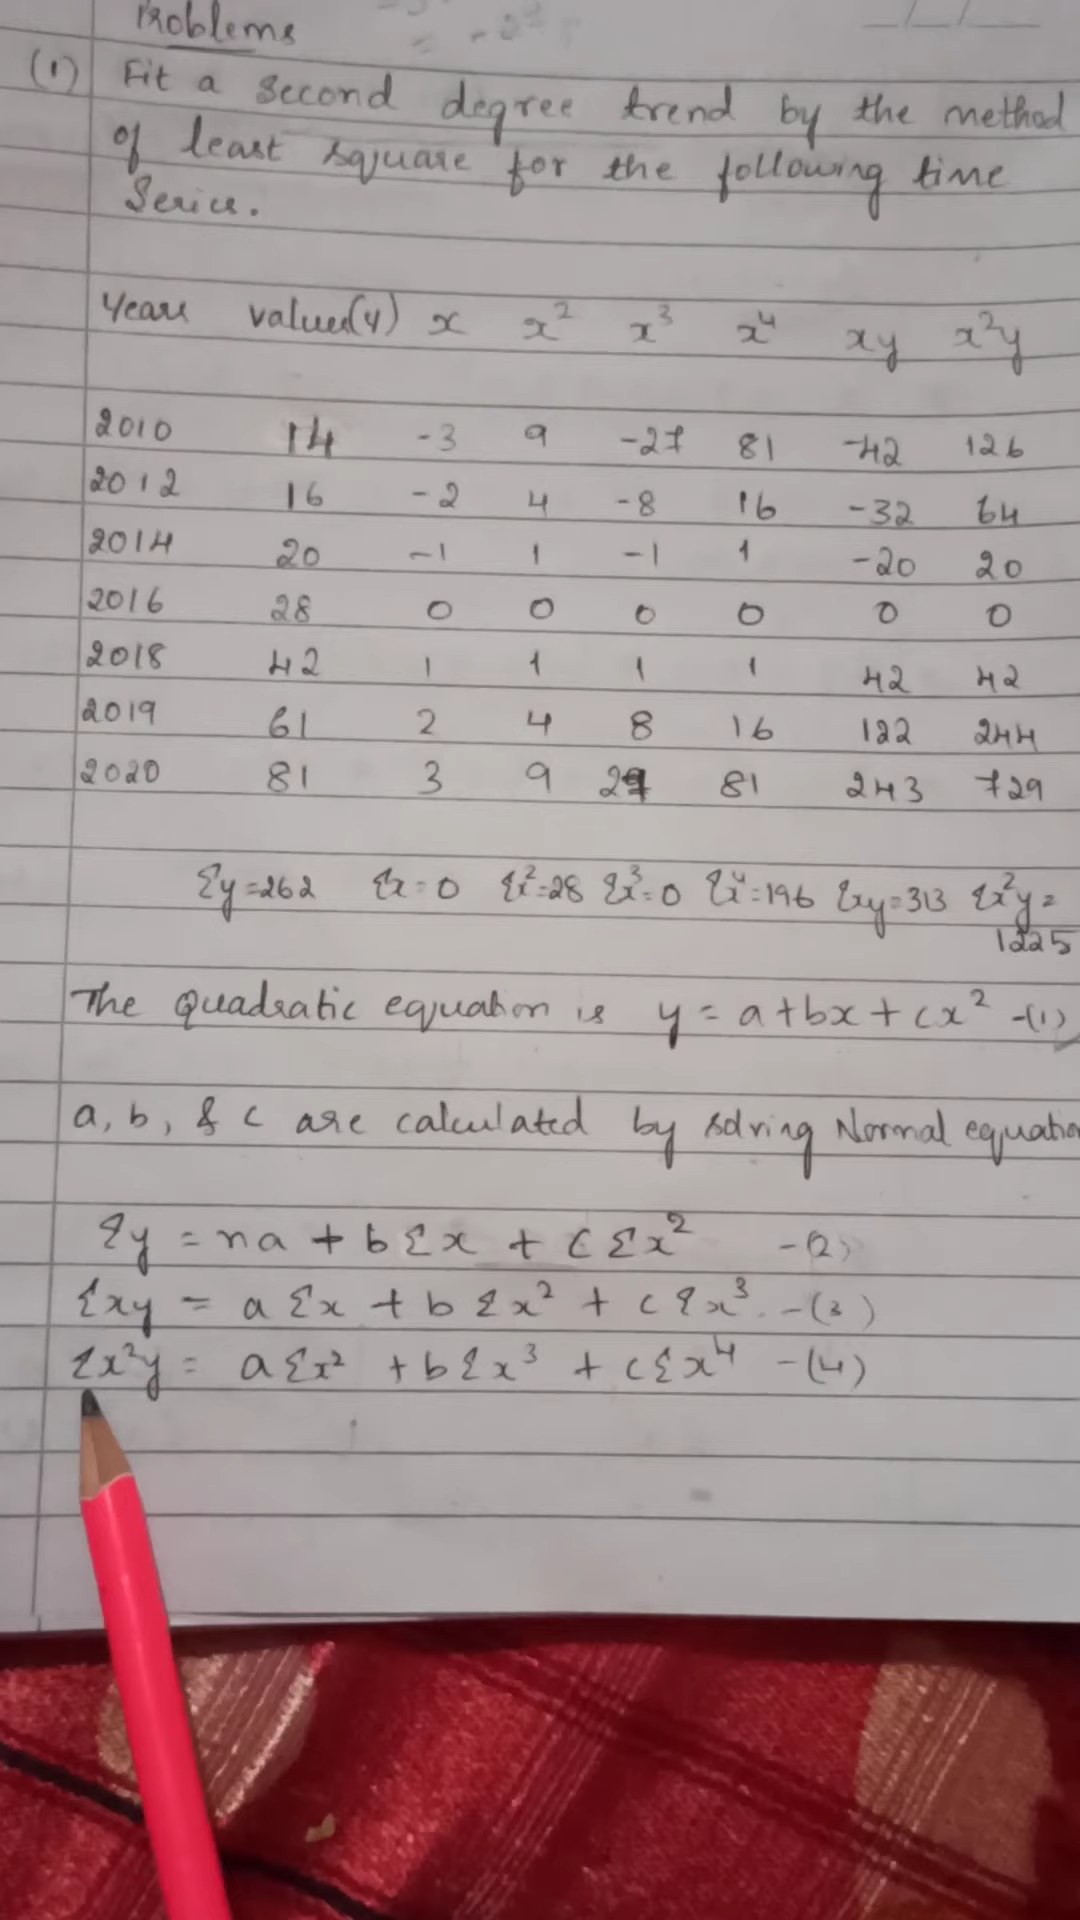 Problems
(1) Fit a second degree trend by the method
of least square for the following time
Series.
Years value(y) x x² x³ x⁴ xy x²y
2010 14 -3 9 -27 81 -42 126
2012 16 -2 4 -8 16 -32 64
2014 20 -1 1 -1 1 -20 20
2016 28 0 0 0 0 0 0
2018 42 1 1 1 1 42 42
2019 61 2 4 8 16 122 244
2020 81 3 9 27 81 243 729
Σy=262 Σx=0 Σx²=28 Σx³=0 Σx⁴=196 Σxy=313 Σx²y=
1225
The Quadratic equation is y = a+bx+cx² -(1)
a, b, & c are calculated by solving Normal equation
Σy = na + bΣx + cΣx² -(2)
Σxy = aΣx + bΣx² + cΣx³ -(3)
Σx²y = aΣx² + bΣx³ + cΣx⁴ -(4)